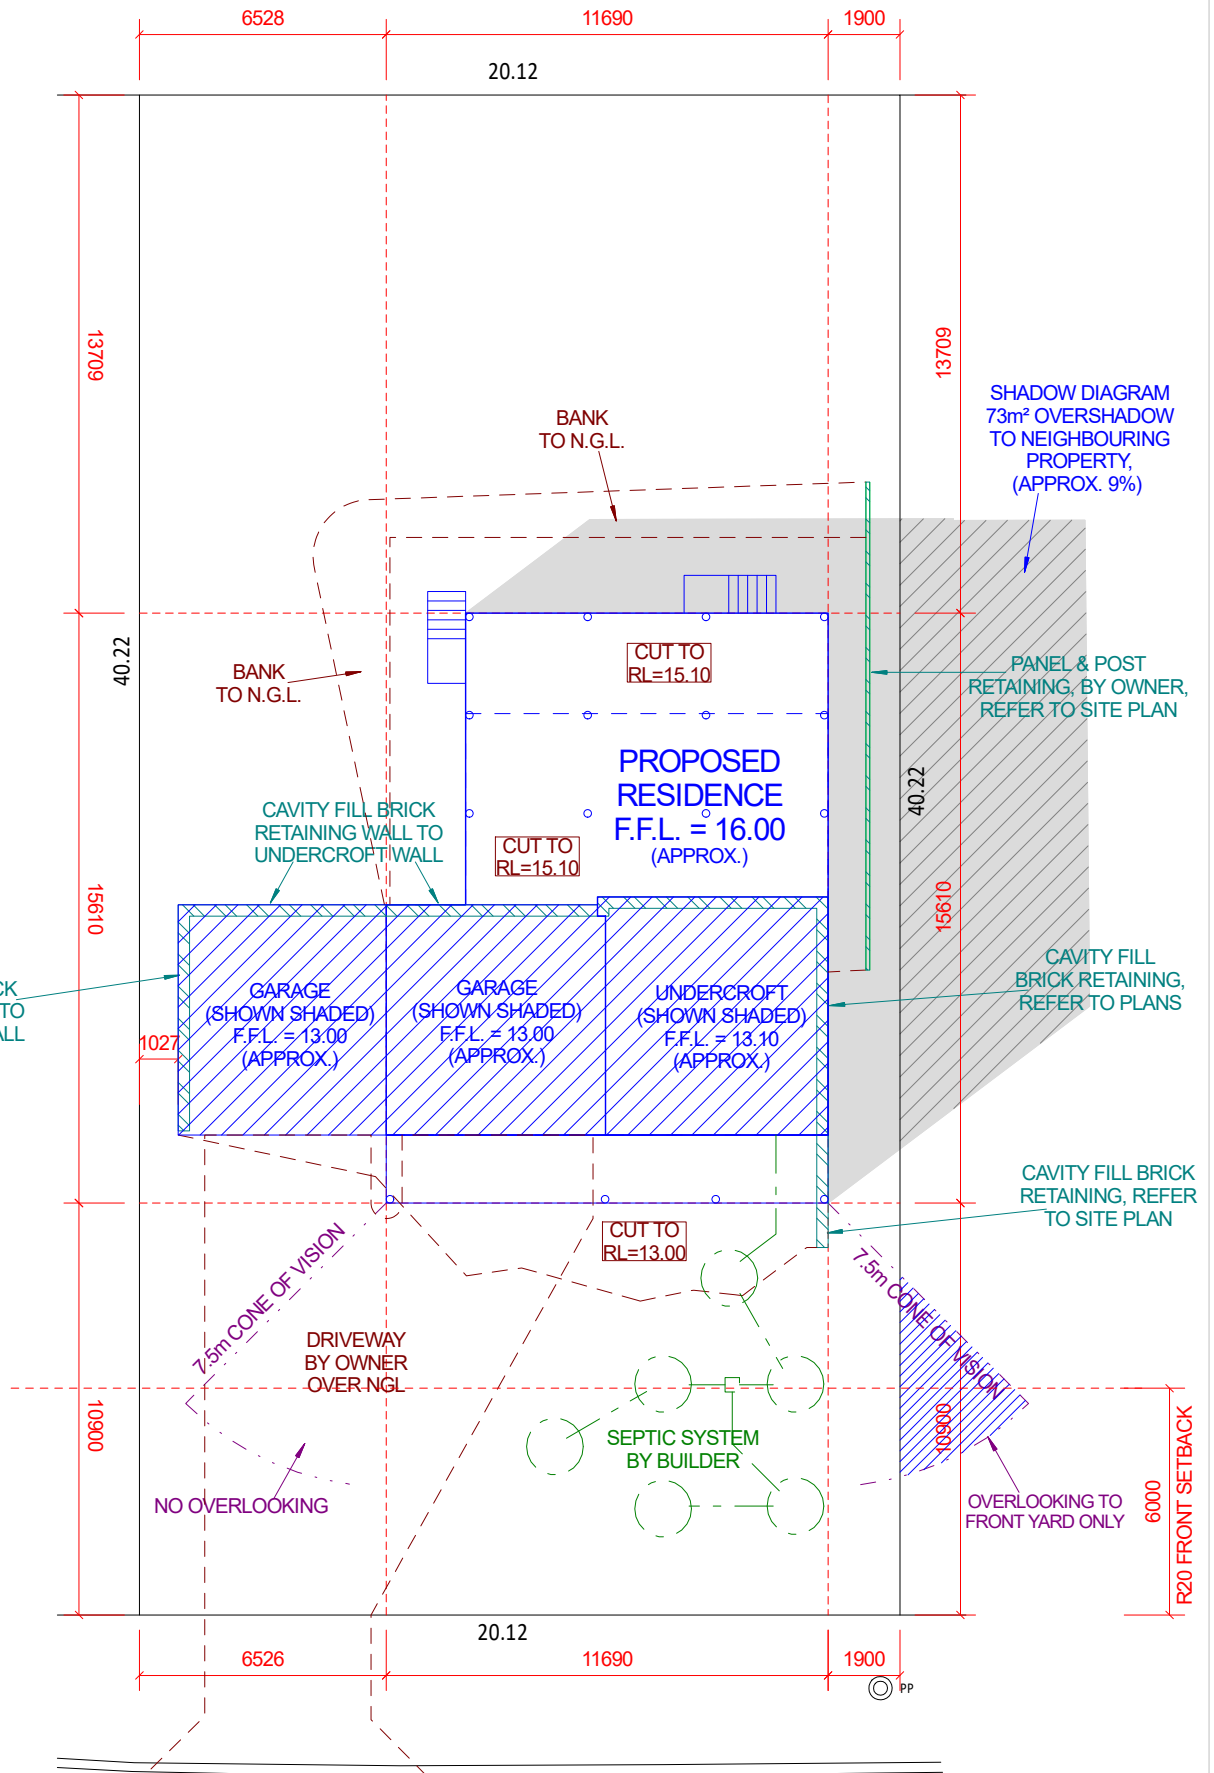 6528
11690
1900
20.12
13709
13709
SHADOW DIAGRAM
73m² OVERSHADOW
TO NEIGHBOURING
PROPERTY,
(APPROX. 9%)
BANK
TO N.G.L.
40.22
BANK
TO N.G.L.
CUT TO
RL=15.10
PANEL & POST
RETAINING, BY OWNER,
REFER TO SITE PLAN
PROPOSED
RESIDENCE
F.F.L. = 16.00
(APPROX.)
40.22
CAVITY FILL BRICK
RETAINING WALL TO
UNDERCROFT WALL
CUT TO
RL=15.10
15610
15610
CAVITY FILL
BRICK RETAINING,
REFER TO PLANS
CK
TO
ALL
GARAGE
(SHOWN SHADED)
F.F.L. = 13.00
(APPROX.)
GARAGE
(SHOWN SHADED)
F.F.L. = 13.00
(APPROX.)
UNDERCROFT
(SHOWN SHADED)
F.F.L. = 13.10
(APPROX.)
1027
CAVITY FILL BRICK
RETAINING, REFER
TO SITE PLAN
CUT TO
RL=13.00
7.5m CONE OF VISION
7.5m CONE OF VISION
DRIVEWAY
BY OWNER
OVER NGL
10900
10900
SEPTIC SYSTEM
BY BUILDER
NO OVERLOOKING
OVERLOOKING TO
FRONT YARD ONLY
6000
R20 FRONT SETBACK
20.12
6526
11690
1900
PP